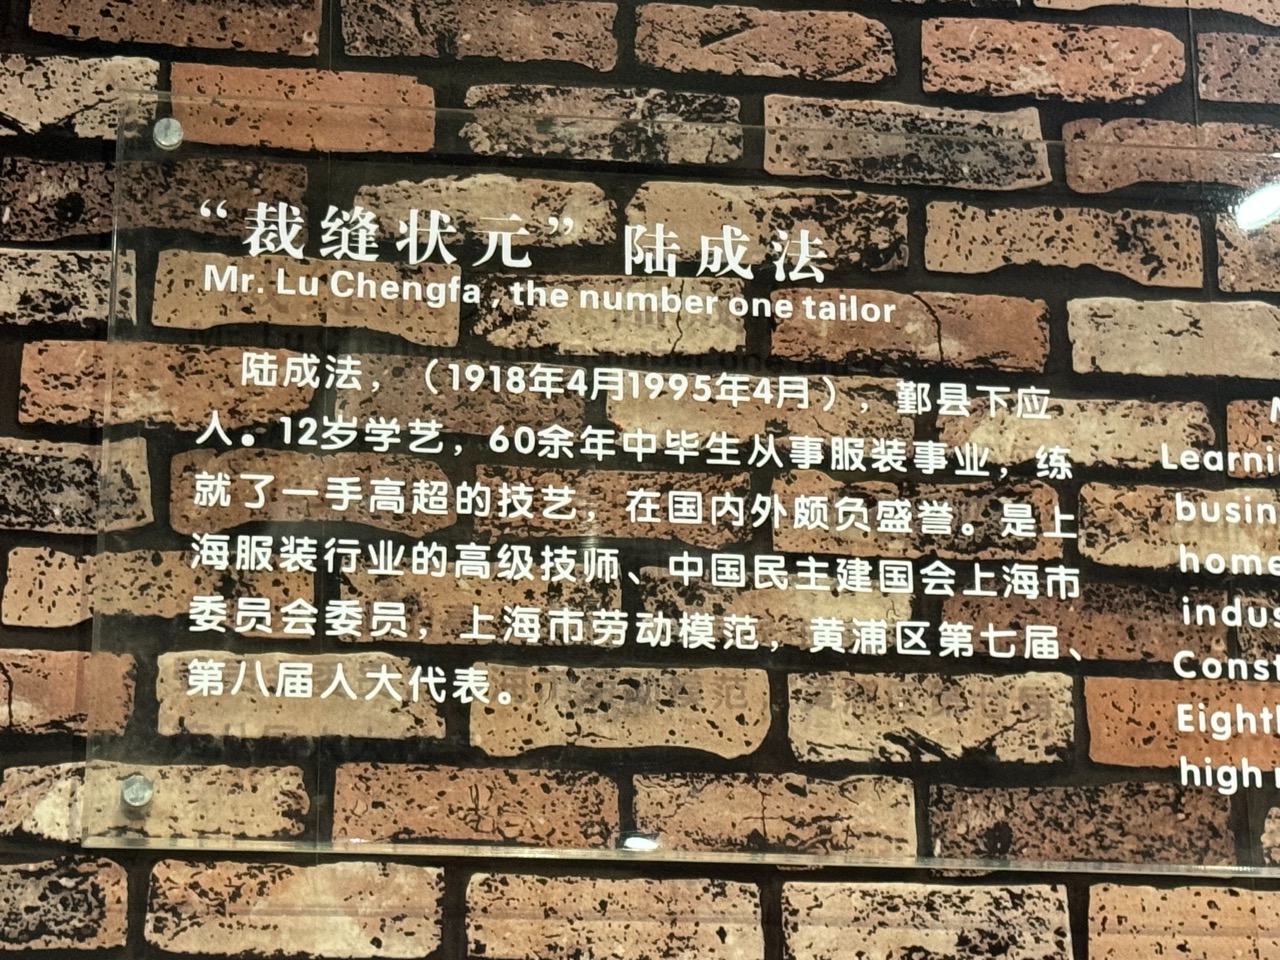 “裁缝状元” 陆成法
Mr. Lu Chengfa , the number one tailor
陆成法，（1918年4月1995年4月），鄞县下应
人。12岁学艺，60余年中毕生从事服装事业，练
就了一手高超的技艺，在国内外颇负盛誉。是上
海服装行业的高级技师、中国民主建国会上海市
委员会委员，上海市劳动模范，黄浦区第七届、
第八届人大代表。
Learni
busin
home
indus
Const
Eight
high